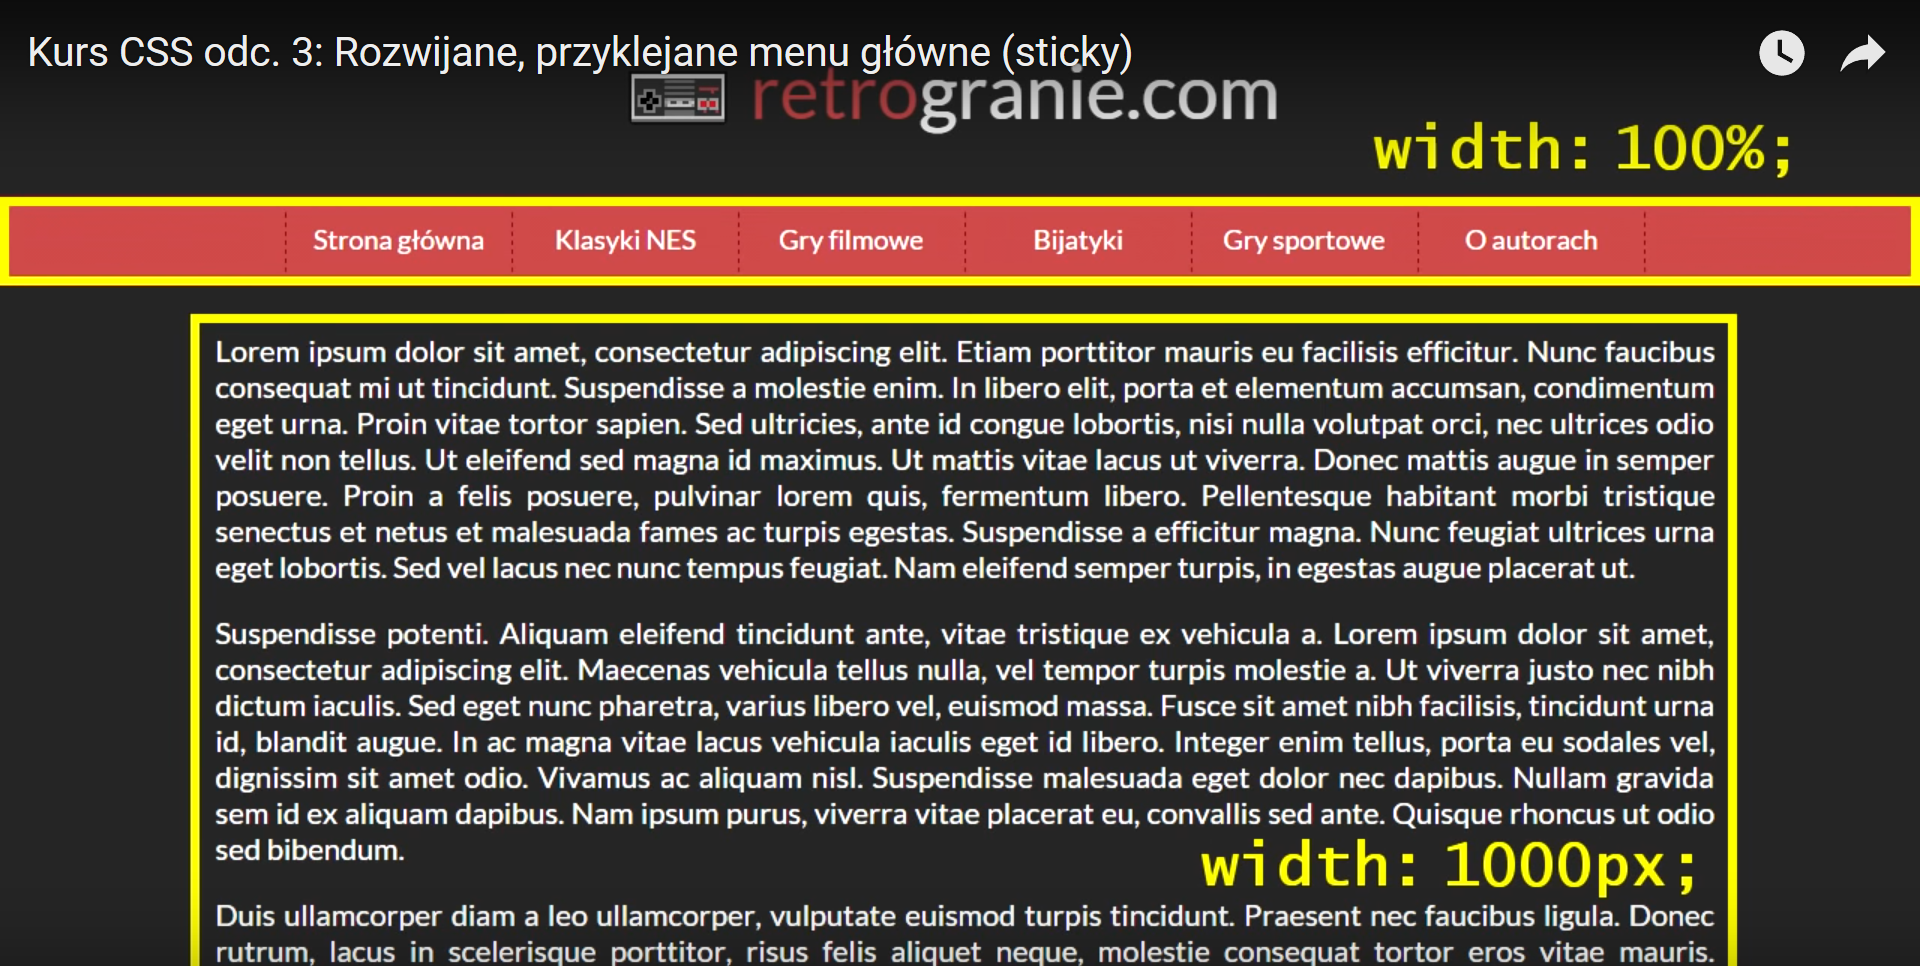 Kurs CSS odc. 3: Rozwijane, przyklejane menu główne (sticky)
retrogranie.com
width: 100%;
Strona główna Klasyki NES Gry filmowe Bijatyki Gry sportowe O autorach
Lorem ipsum dolor sit amet, consectetur adipiscing elit. Etiam porttitor mauris eu facilisis efficitur. Nunc faucibus
consequat mi ut tincidunt. Suspendisse a molestie enim. In libero elit, porta et elementum accumsan, condimentum
eget urna. Proin vitae tortor sapien. Sed ultricies, ante id congue lobortis, nisi nulla volutpat orci, nec ultrices odio
velit non tellus. Ut eleifend sed magna id maximus. Ut mattis vitae lacus ut viverra. Donec mattis augue in semper
posuere. Proin a felis posuere, pulvinar lorem quis, fermentum libero. Pellentesque habitant morbi tristique
senectus et netus et malesuada fames ac turpis egestas. Suspendisse a efficitur magna. Nunc feugiat ultrices urna
eget lobortis. Sed vel lacus nec nunc tempus feugiat. Nam eleifend semper turpis, in egestas augue placerat ut.
Suspendisse potenti. Aliquam eleifend tincidunt ante, vitae tristique ex vehicula a. Lorem ipsum dolor sit amet,
consectetur adipiscing elit. Maecenas vehicula tellus nulla, vel tempor turpis molestie a. Ut viverra justo nec nibh
dictum iaculis. Sed eget nunc pharetra, varius libero vel, euismod massa. Fusce sit amet nibh facilisis, tincidunt urna
id, blandit augue. In ac magna vitae lacus vehicula iaculis eget id libero. Integer enim tellus, porta eu sodales vel,
dignissim sit amet odio. Vivamus ac aliquam nisl. Suspendisse malesuada eget dolor nec dapibus. Nullam gravida
sem id ex aliquam dapibus. Nam ipsum purus, viverra vitae placerat eu, convallis sed ante. Quisque rhoncus ut odio
sed bibendum.
width: 1000px;
Duis ullamcorper diam a leo ullamcorper, vulputate euismod turpis tincidunt. Praesent nec faucibus ligula. Donec
rutrum, lacus in scelerisque porttitor, risus felis aliquet neque, molestie consequat tortor eros vitae mauris.